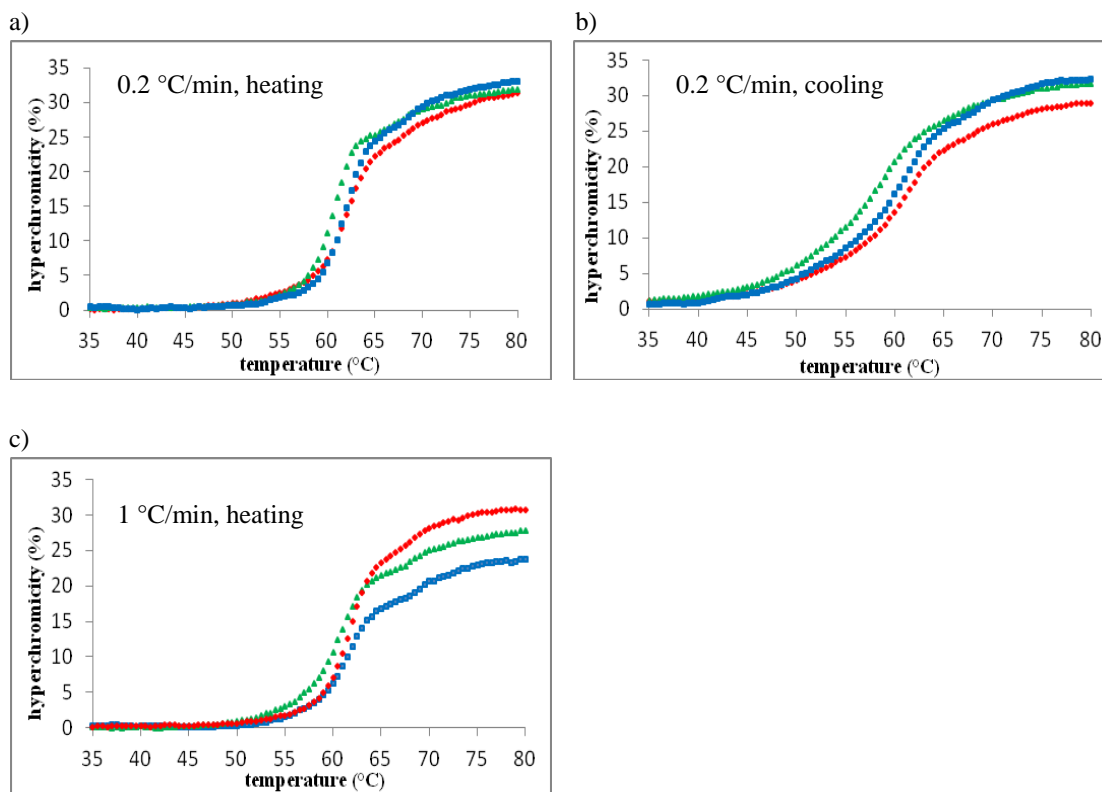 a)
0.2 °C/min, heating
hyperchromicity (%)
35
30
25
20
15
10
5
0
35 40 45 50 55 60 65 70 75 80
temperature (°C)
b)
0.2 °C/min, cooling
hyperchromicity (%)
35
30
25
20
15
10
5
0
35 40 45 50 55 60 65 70 75 80
temperature (°C)
c)
1 °C/min, heating
hyperchromicity (%)
35
30
25
20
15
10
5
0
35 40 45 50 55 60 65 70 75 80
temperature (°C)